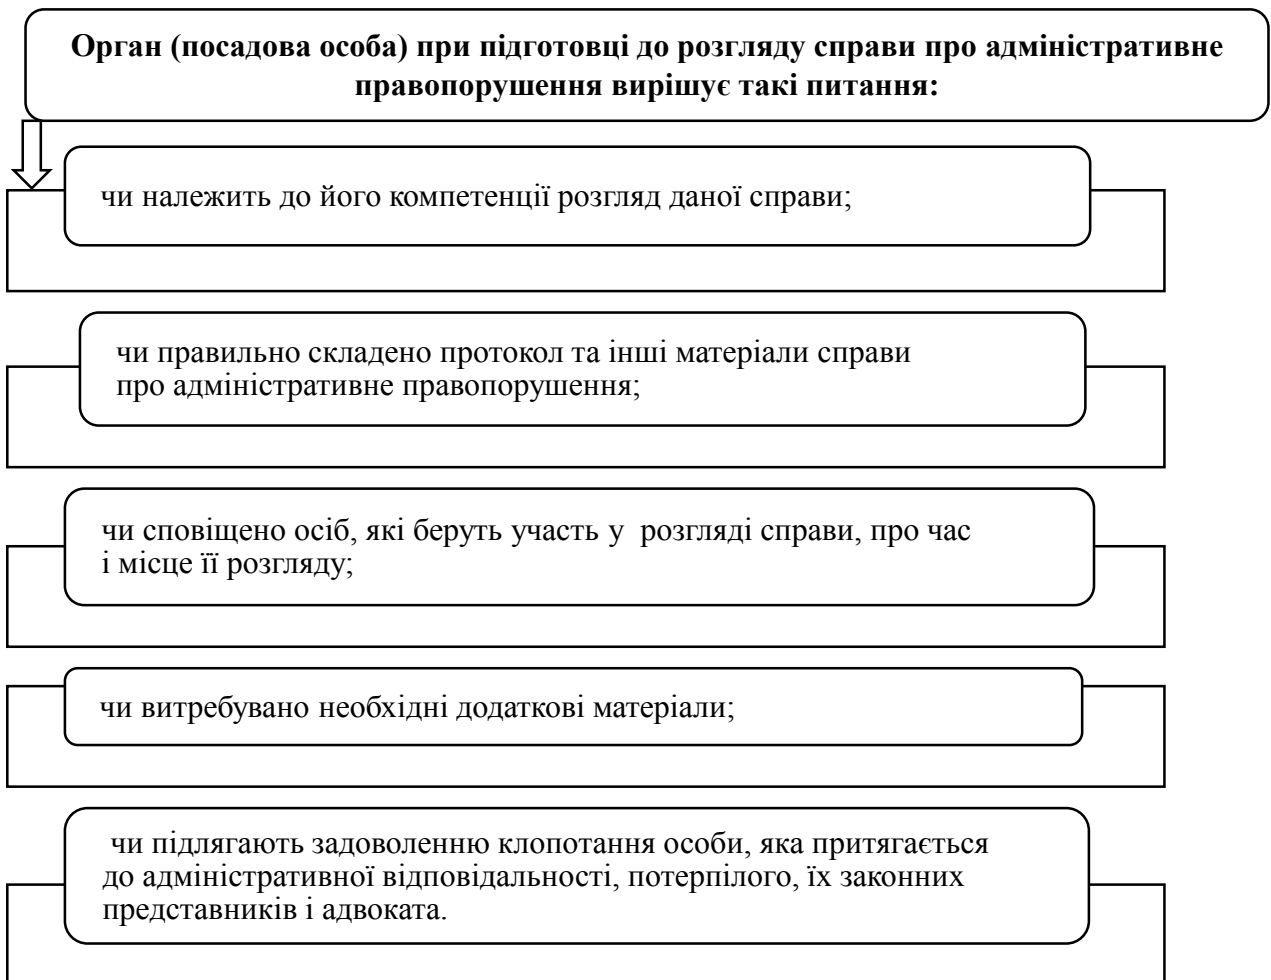 Орган (посадова особа) при підготовці до розгляду справи про адміністративне
правопорушення вирішує такі питання:
чи належить до його компетенції розгляд даної справи;
чи правильно складено протокол та інші матеріали справи
про адміністративне правопорушення;
чи сповіщено осіб, які беруть участь у  розгляді справи, про час
і місце її розгляду;
чи витребувано необхідні додаткові матеріали;
чи підлягають задоволенню клопотання особи, яка притягається
до адміністративної відповідальності, потерпілого, їх законних
представників і адвоката.